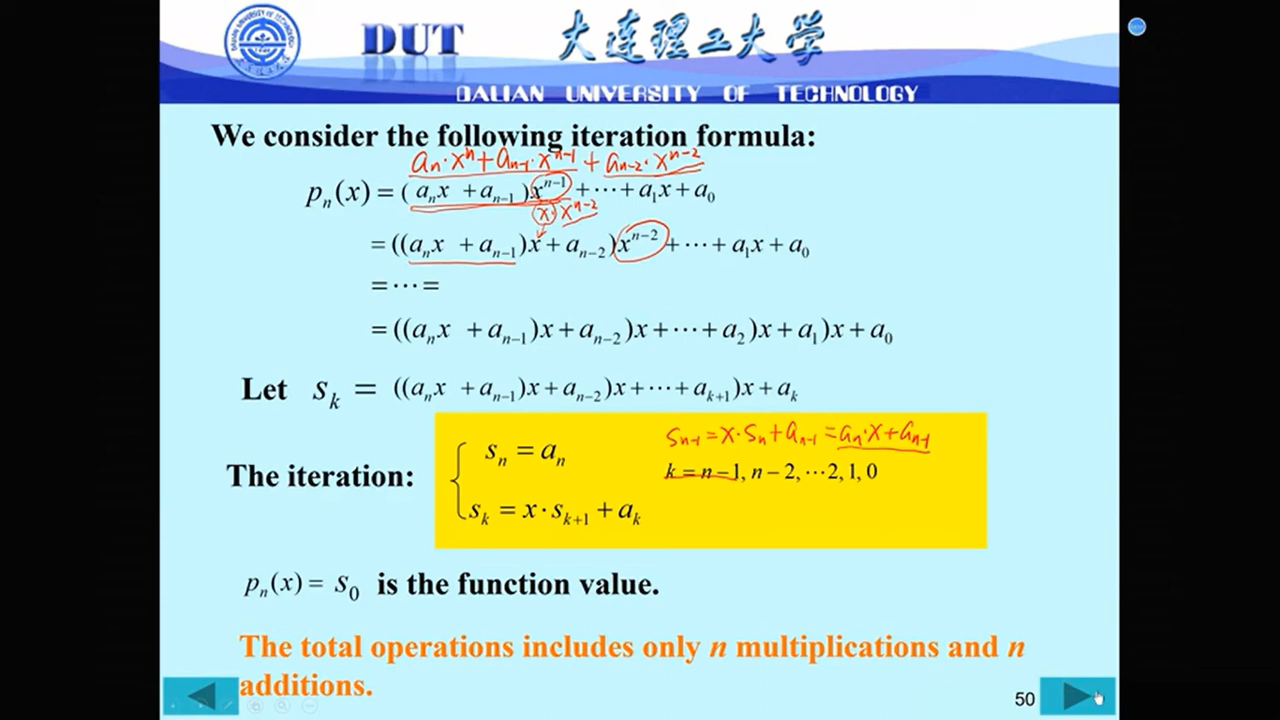 DUT 大连理工大学
DALIAN UNIVERSITY OF TECHNOLOGY
We consider the following iteration formula:
aₙ·xⁿ+aₙ₋₁·xⁿ⁻¹+aₙ₋₂·xⁿ⁻²
pₙ(x) = (aₙx +aₙ₋₁)xⁿ⁻¹+⋯+a₁x+a₀
x·xⁿ⁻²
=((aₙx +aₙ₋₁)x+aₙ₋₂)xⁿ⁻²+⋯+a₁x+a₀
=⋯=
=((aₙx +aₙ₋₁)x+aₙ₋₂)x+⋯+a₂)x+a₁)x+a₀
Let sₖ = ((aₙx +aₙ₋₁)x+aₙ₋₂)x+⋯+aₖ₊₁)x+aₖ
sₙ₋₁=x·sₙ+aₙ₋₁=aₙ·x+aₙ₋₁
sₙ = aₙ
k = n−1, n−2, ⋯2, 1, 0
The iteration:
sₖ = x·sₖ₊₁ + aₖ
pₙ(x) = s₀ is the function value.
The total operations includes only n multiplications and n
additions.
50